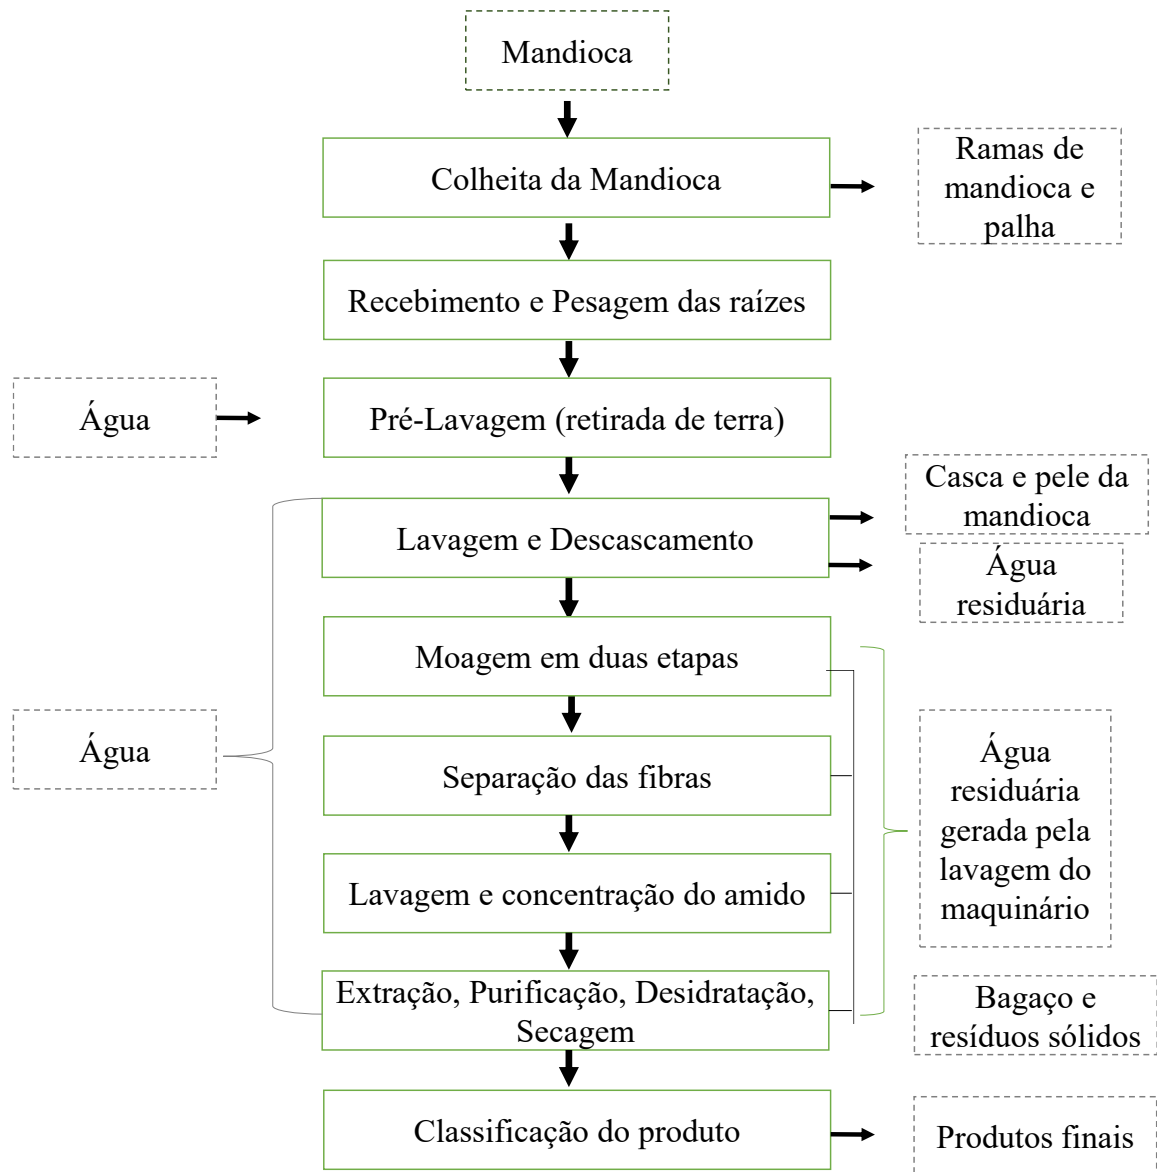 Mandioca
Colheita da Mandioca
Ramas de
mandioca e
palha
Recebimento e Pesagem das raízes
Água
Pré-Lavagem (retirada de terra)
Casca e pele da
mandioca
Lavagem e Descascamento
Água
residuária
Moagem em duas etapas
Água
Separação das fibras
Água
residuária
gerada pela
lavagem do
maquinário
Lavagem e concentração do amido
Extração, Purificação, Desidratação,
Secagem
Bagaço e
resíduos sólidos
Classificação do produto
Produtos finais